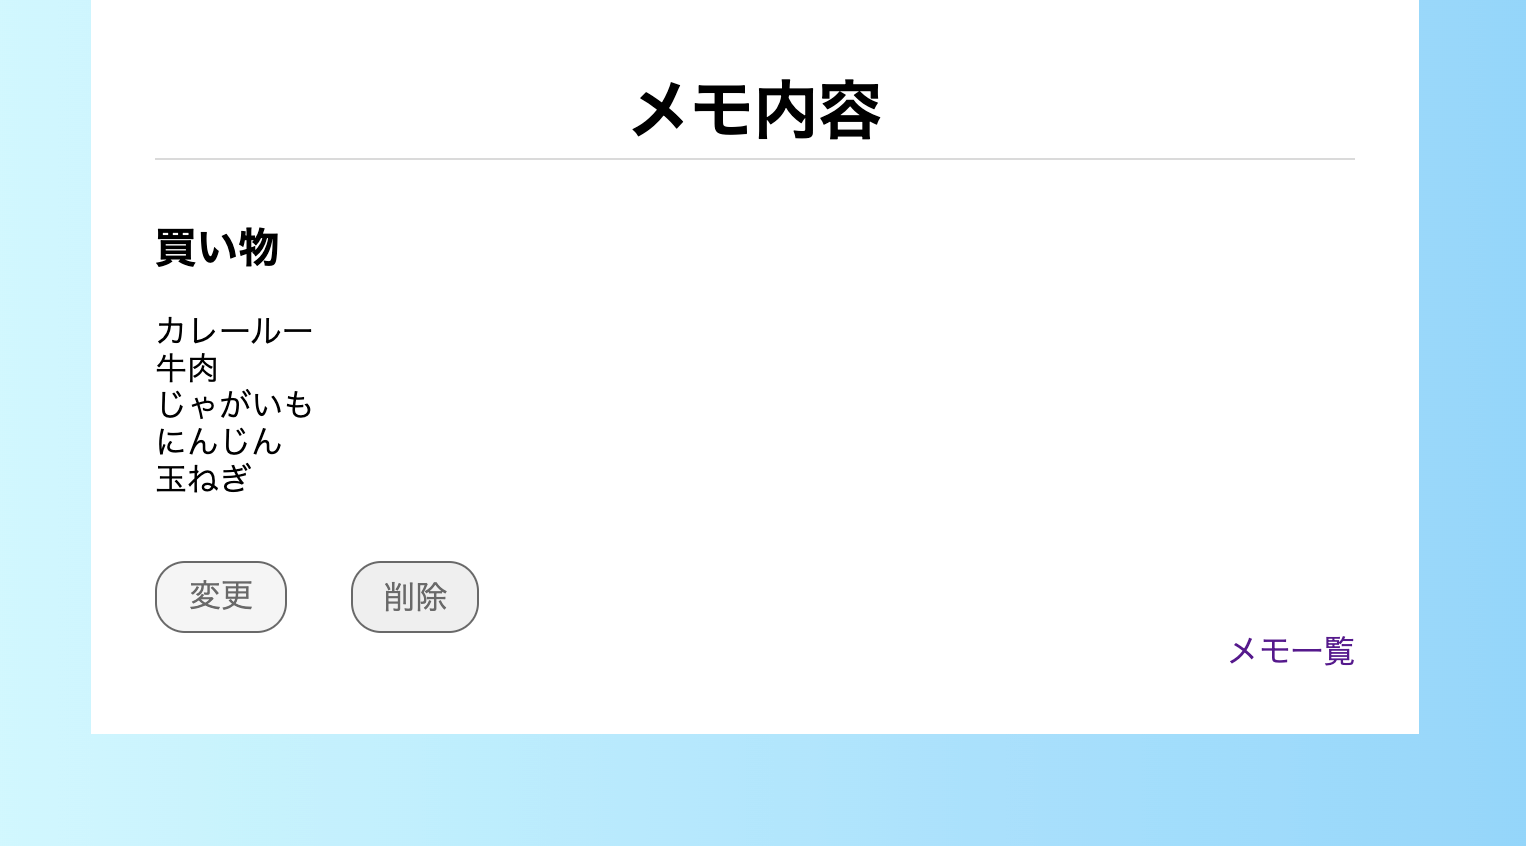 メモ内容
買い物
カレールー
牛肉
じゃがいも
にんじん
玉ねぎ
変更
削除
メモ一覧